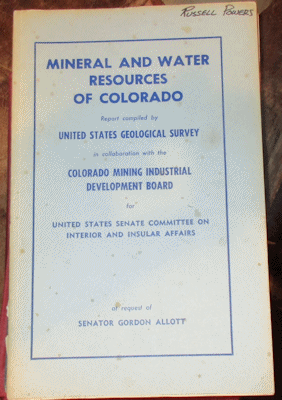 RUSSELL POWERS
MINERAL AND WATER
RESOURCES
OF COLORADO
Report compiled by
UNITED STATES GEOLOGICAL SURVEY
in collaboration with the
COLORADO MINING INDUSTRIAL
DEVELOPMENT BOARD
for
UNITED STATES SENATE COMMITTEE ON
INTERIOR AND INSULAR AFFAIRS
at request of
SENATOR GORDON ALLOTT